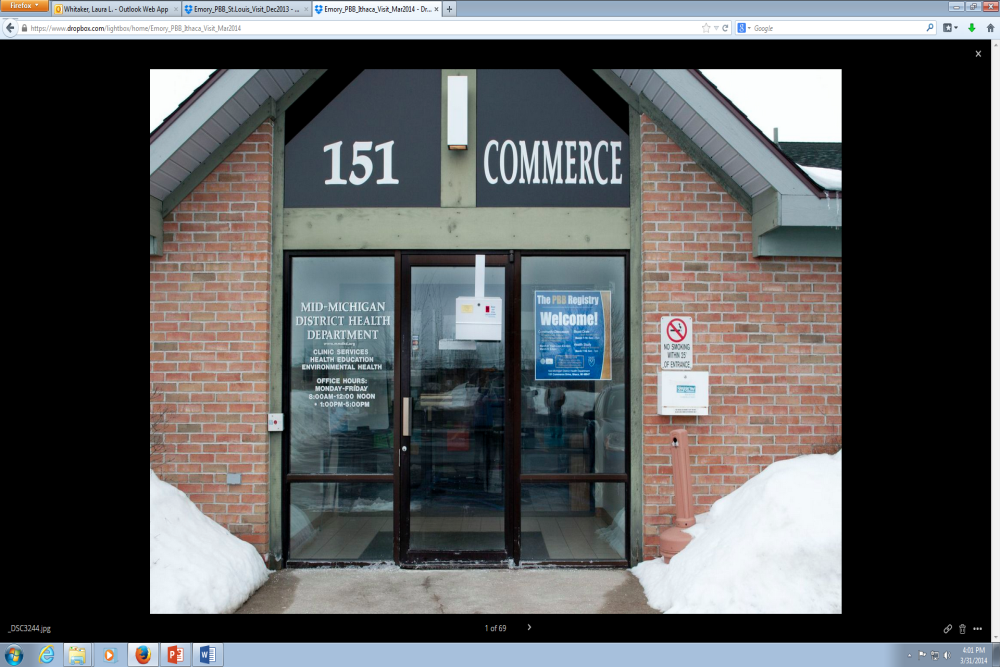 Firefox
Whitaker, Laura L. - Outlook Web App
Emory_PBB_St.Louis_Visit_Dec2013 - ...
Emory_PBB_Ithaca_Visit_Mar2014 - Dr...
https://www.dropbox.com/lightbox/home/Emory_PBB_Ithaca_Visit_Mar2014
Google
151 COMMERCE
MID-MICHIGAN
DISTRICT HEALTH
DEPARTMENT
CLINIC SERVICES
HEALTH EDUCATION
ENVIRONMENTAL HEALTH
OFFICE HOURS:
MONDAY-FRIDAY
8:00AM-12:00 NOON
• 1:00PM-5:00PM
The PBB Registry
Welcome!
NO SMOKING
WITHIN 25'
OF ENTRANCE
_DSC3244.jpg
1 of 69
4:01 PM
3/31/2014